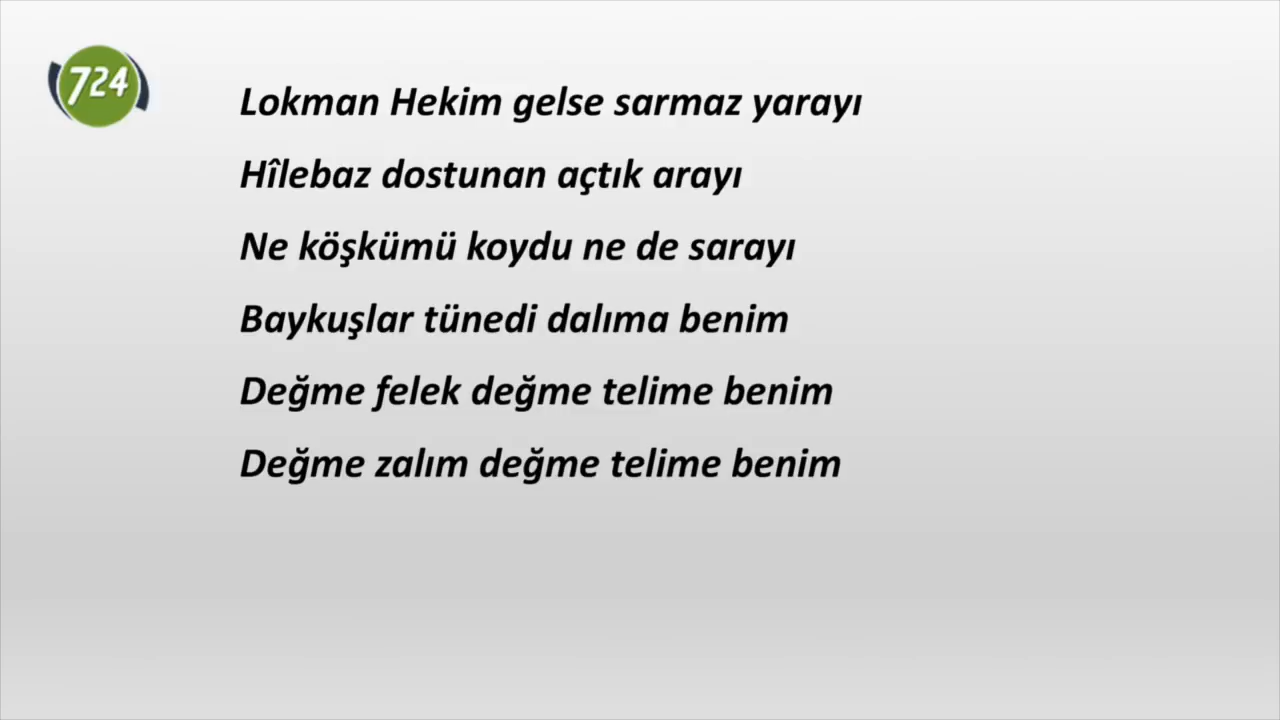 724
Lokman Hekim gelse sarmaz yarayı
Hîlebaz dostunan açtık arayı
Ne köşkümü koydu ne de sarayı
Baykuşlar tünedi dalıma benim
Değme felek değme telime benim
Değme zalım değme telime benim